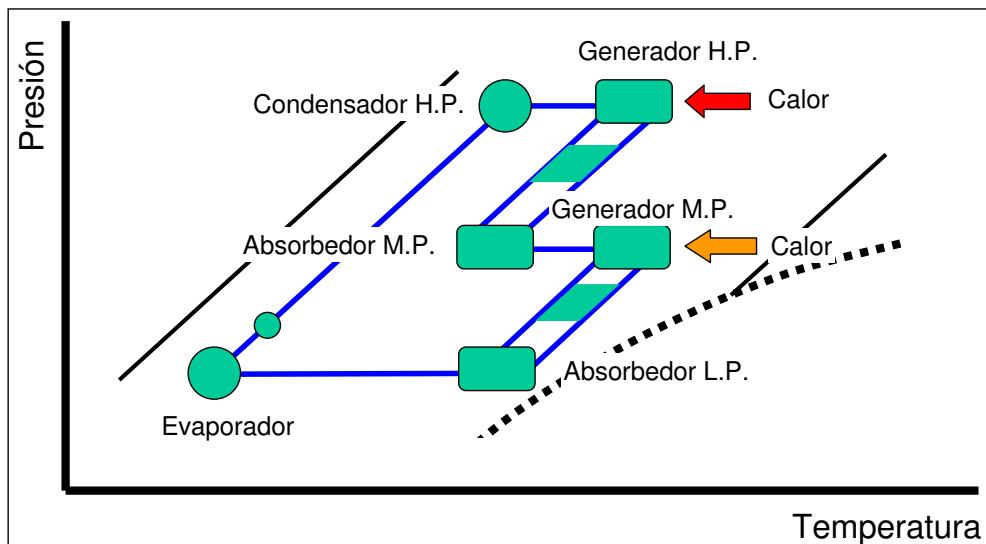 Presión
Generador H.P.
Condensador H.P.
Calor
Generador M.P.
Absorbedor M.P.
Calor
Absorbedor L.P.
Evaporador
Temperatura